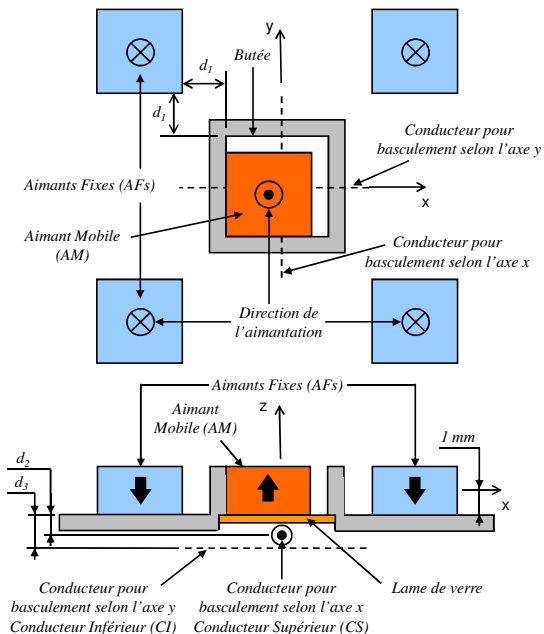 y
d₁
Butée
d₁
Conducteur pour
basculement selon l'axe y
Aimants Fixes (AFs)
x
Aimant Mobile
(AM)
Conducteur pour
basculement selon l'axe x
Direction de
l'aimantation
Aimants Fixes (AFs)
Aimant
Mobile (AM)
z
d₂
1 mm
d₃
x
Conducteur pour
basculement selon l'axe y
Conducteur Inférieur (CI)
Conducteur pour
basculement selon l'axe x
Conducteur Supérieur (CS)
Lame de verre